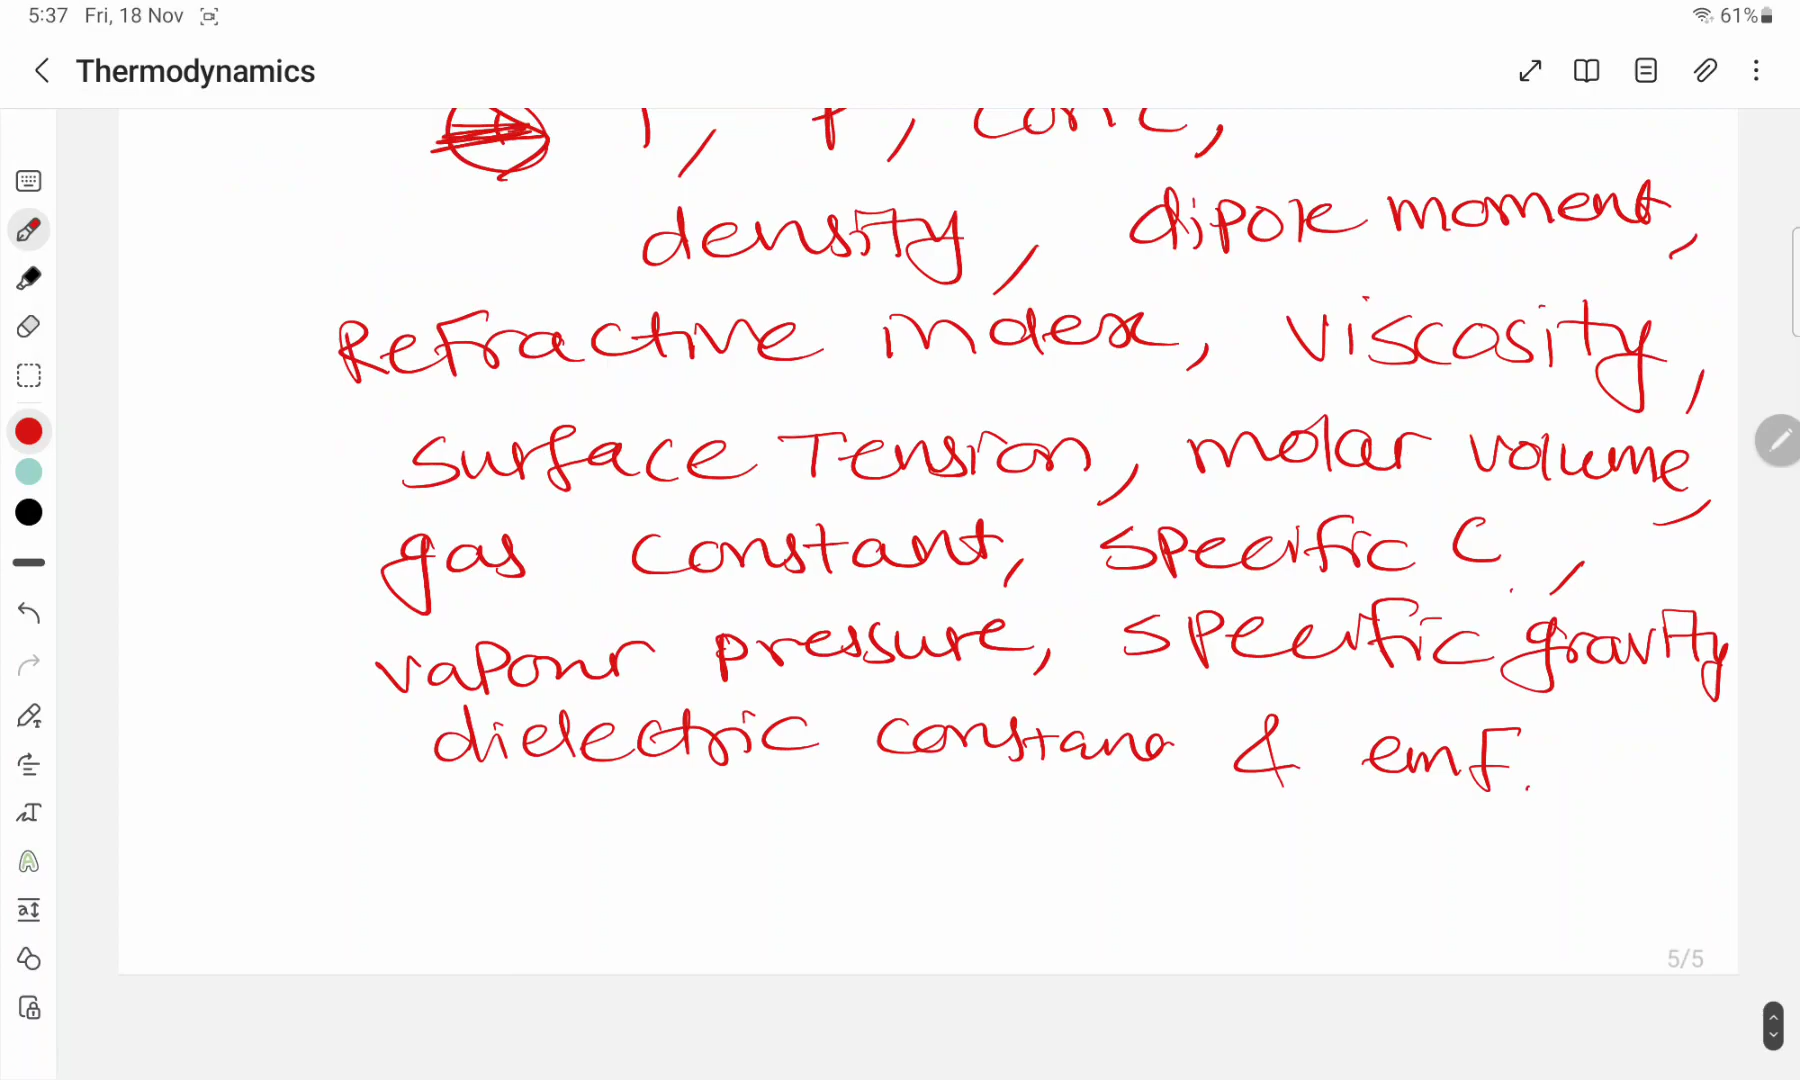 5:37 Fri, 18 Nov 61%
Thermodynamics
conc,
density, dipole moment,
Refractive index, viscosity,
surface Tension, molar volume,
gas constant, specific C.,
vapour pressure, specific gravity
dielectric constant & emf.
5/5